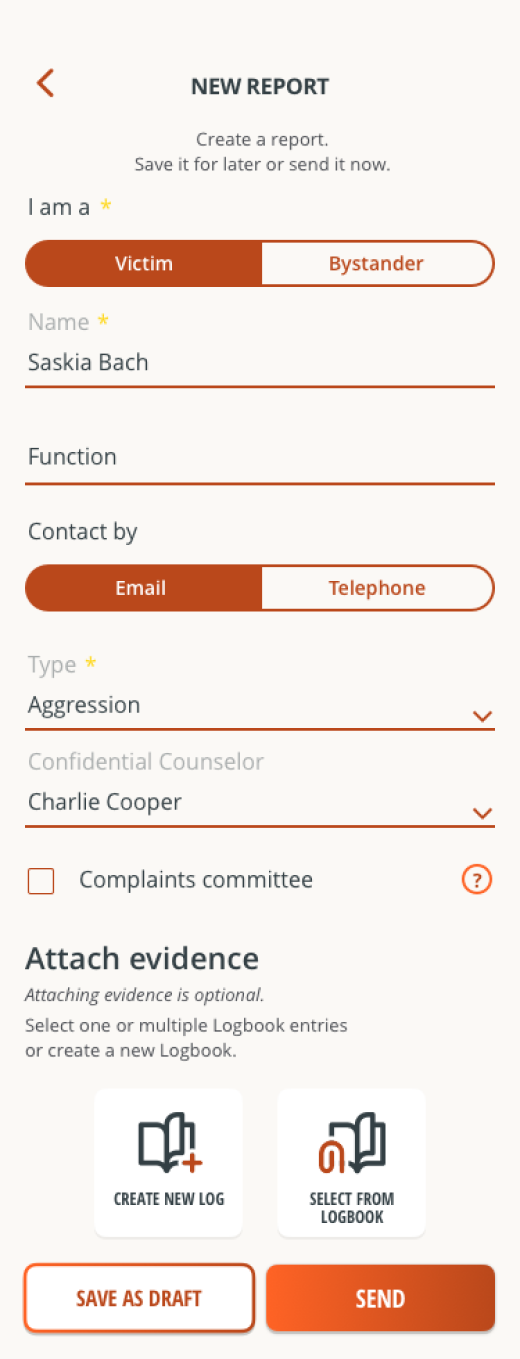 NEW REPORT
Create a report.
Save it for later or send it now.
I am a *
Victim Bystander
Name *
Saskia Bach
Function
Contact by
Email Telephone
Type *
Aggression
Confidential Counselor
Charlie Cooper
Complaints committee ?
Attach evidence
Attaching evidence is optional.
Select one or multiple Logbook entries
or create a new Logbook.
CREATE NEW LOG
SELECT FROM
LOGBOOK
SAVE AS DRAFT SEND